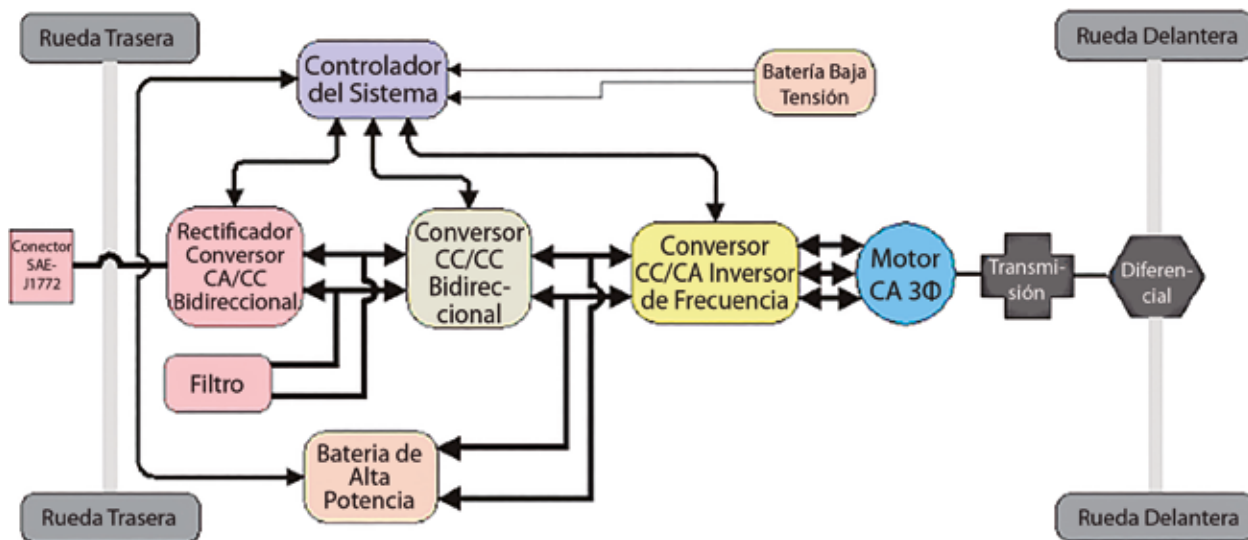 Rueda Trasera
Rueda Delantera
Controlador
del Sistema
Batería Baja
Tensión
Conector
SAE-
J1772
Rectificador
Conversor
CA/CC
Bidireccional
Conversor
CC/CC
Bidirec-
cional
Conversor
CC/CA Inversor
de Frecuencia
Motor
CA 3Φ
Transmi-
sión
Diferen-
cial
Filtro
Bateria de
Alta
Potencia
Rueda Trasera
Rueda Delantera